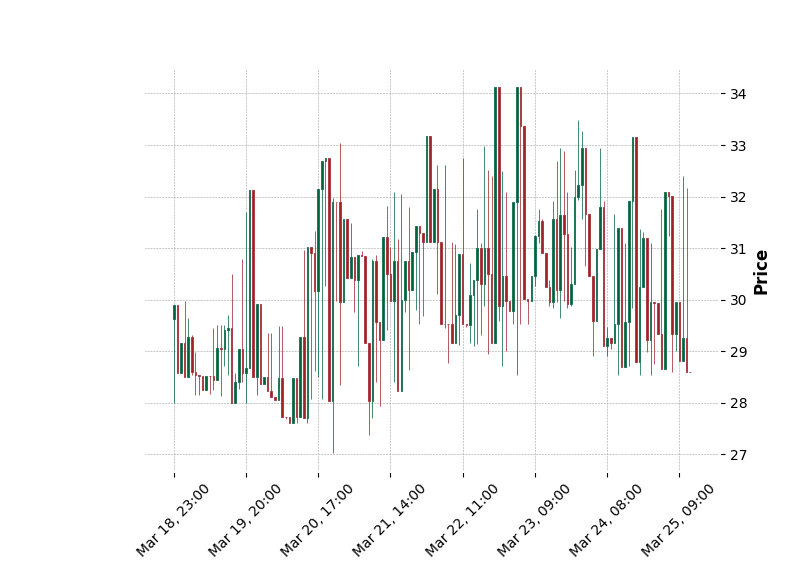 34
33
32
31
30
29
28
27
Price
Mar 18, 23:00
Mar 19, 20:00
Mar 20, 17:00
Mar 21, 14:00
Mar 22, 11:00
Mar 23, 09:00
Mar 24, 08:00
Mar 25, 09:00